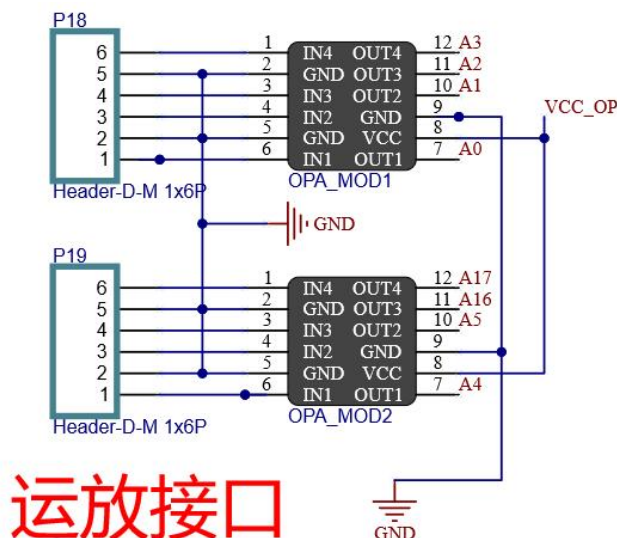 P18
6
5
4
3
2
1
Header-D-M 1x6P
1 IN4 OUT4 12 A3
2 GND OUT3 11 A2
3 IN3 OUT2 10 A1
4 IN2 GND 9
5 GND VCC 8
6 IN1 OUT1 7 A0
OPA_MOD1
VCC_OP
GND
P19
6
5
4
3
2
1
Header-D-M 1x6P
1 IN4 OUT4 12 A17
2 GND OUT3 11 A16
3 IN3 OUT2 10 A5
4 IN2 GND 9
5 GND VCC 8
6 IN1 OUT1 7 A4
OPA_MOD2
运放接口
GND